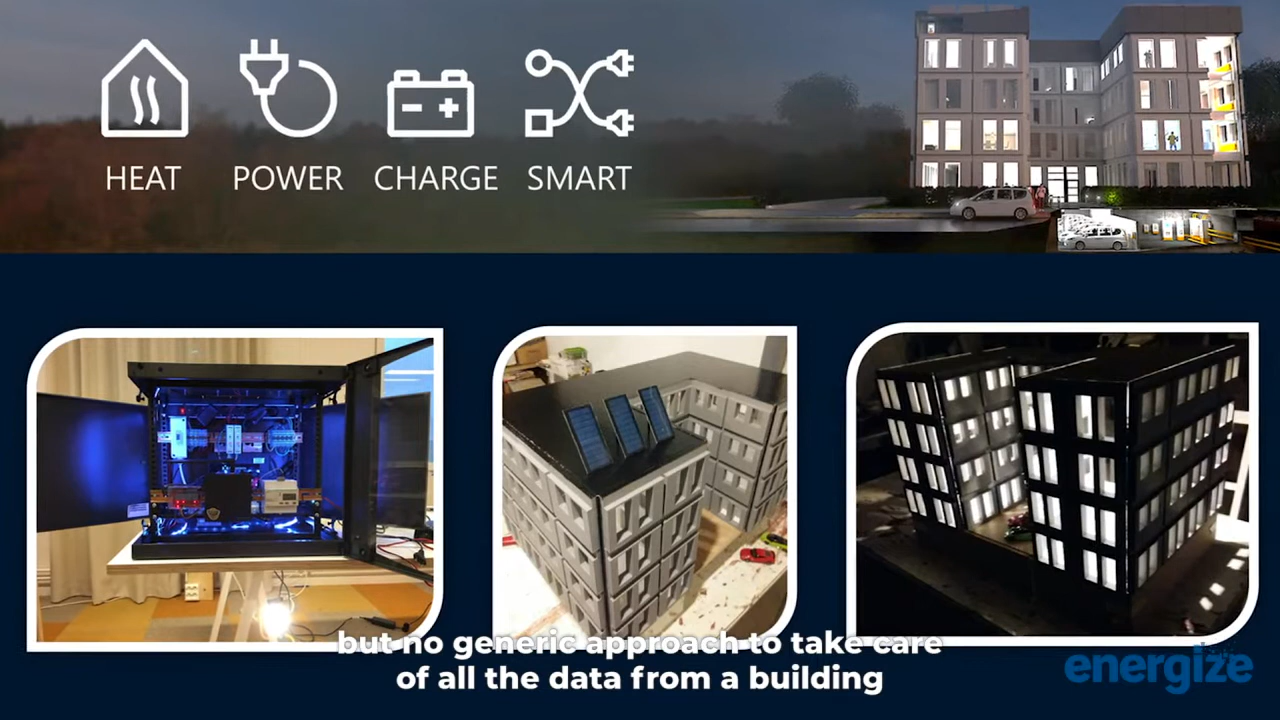 HEAT POWER CHARGE SMART
but no generic approach to take care
of all the data from a building
energize